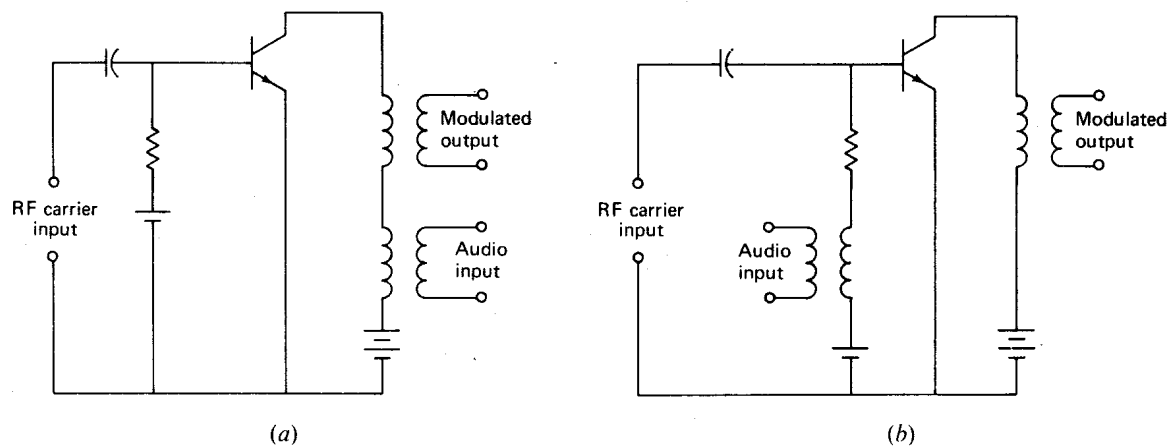 Modulated
output
RF carrier
input
Audio
input
(a)
Modulated
output
RF carrier
input
Audio
input
(b)